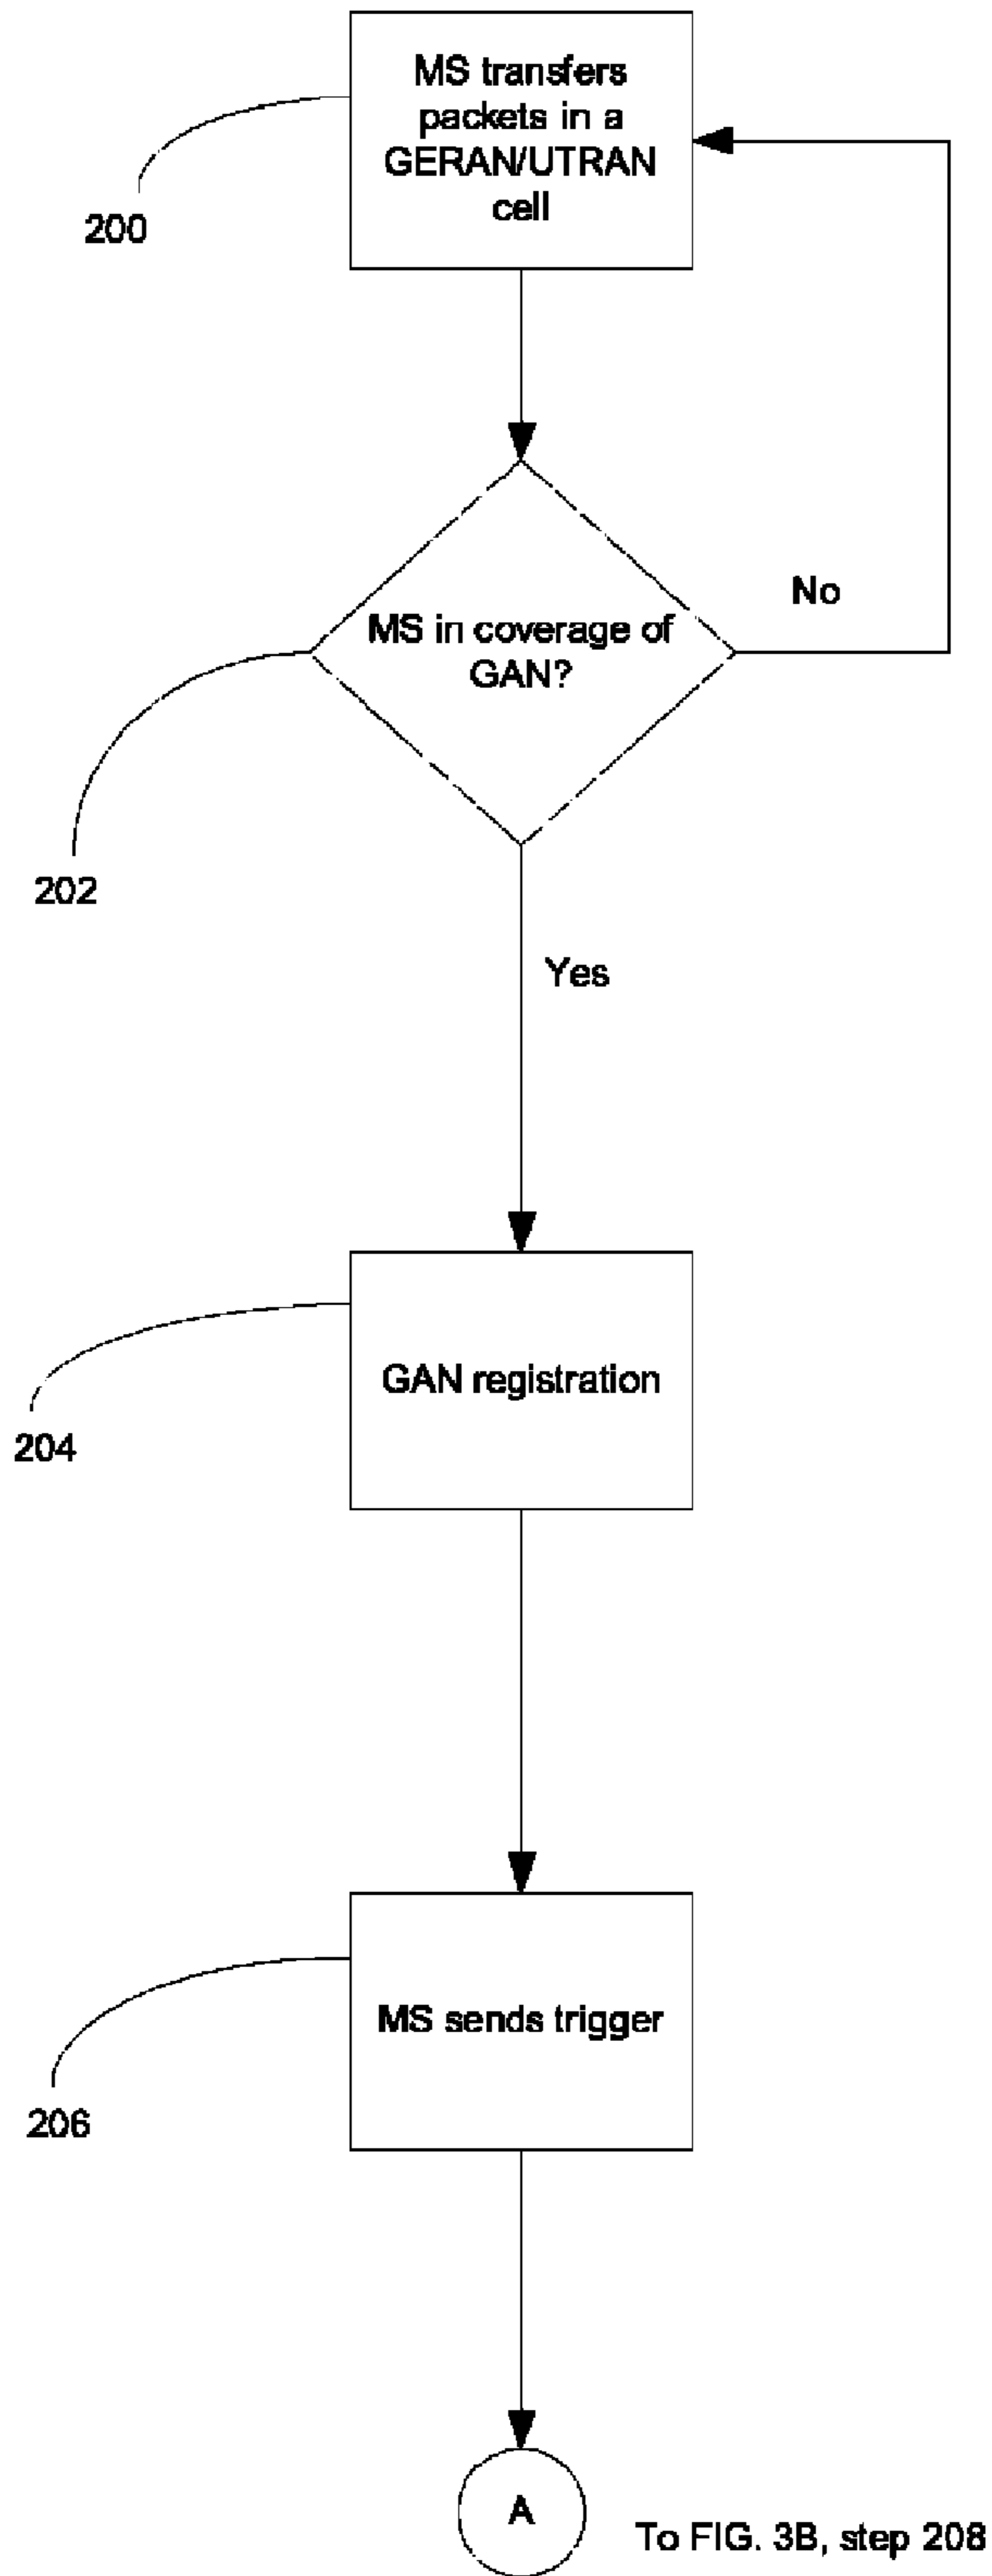 MS transfers
packets in a
GERAN/UTRAN
cell
200
No
MS in coverage of
GAN?
202
Yes
GAN registration
204
MS sends trigger
206
A
To FIG. 3B, step 208